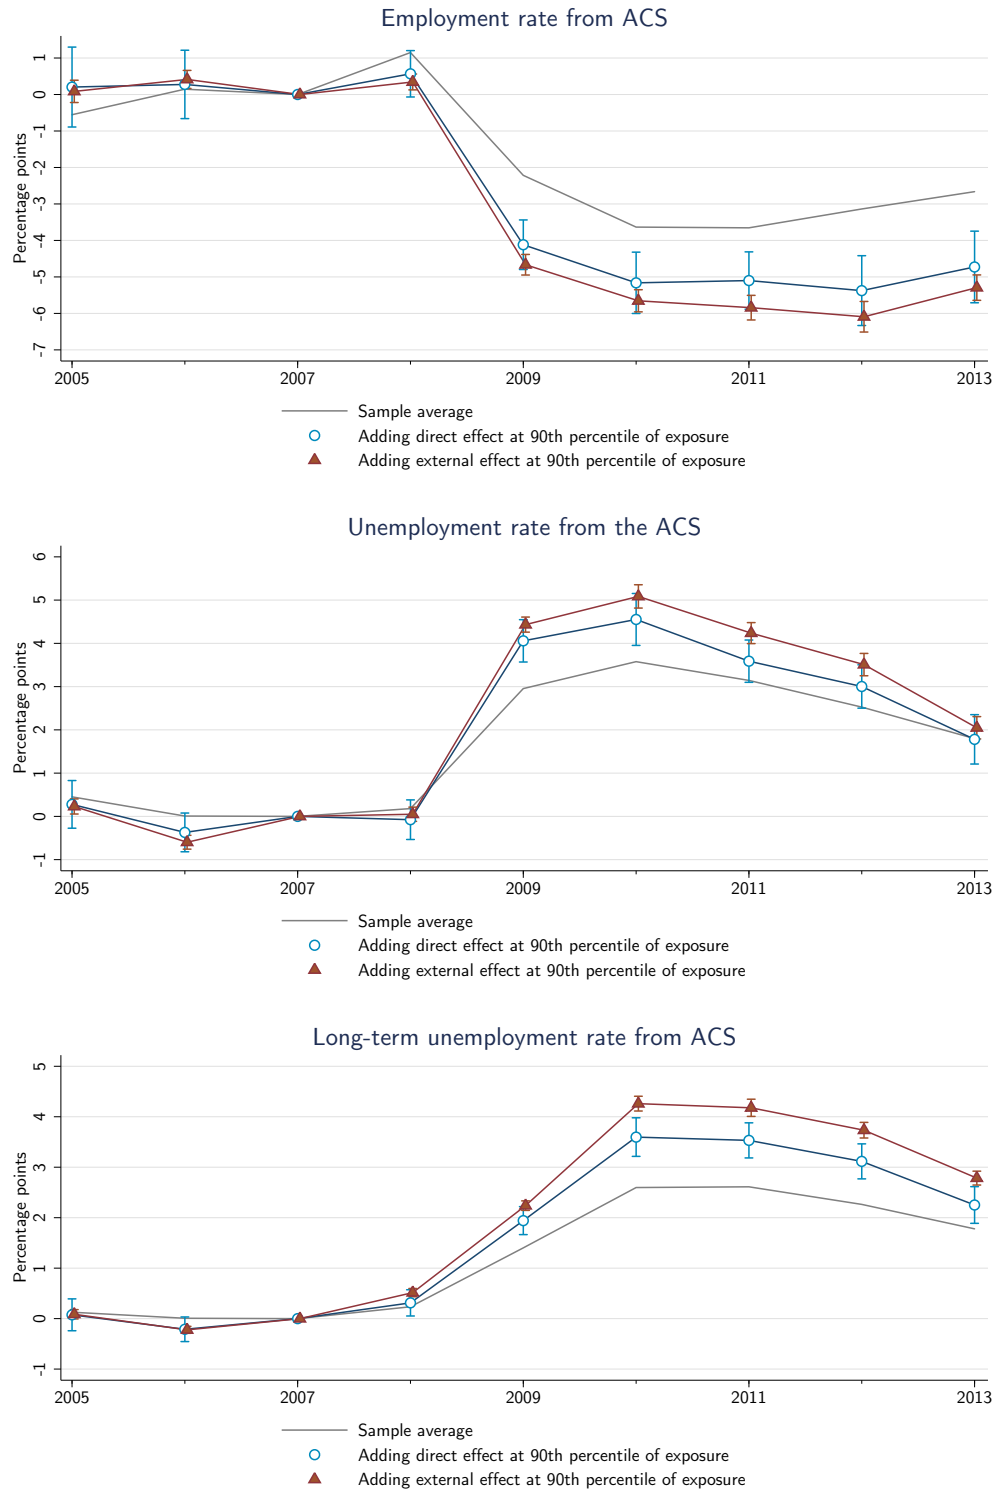 Employment rate from ACS
Percentage points
1
0
-1
-2
-3
-4
-5
-6
-7
2005
2007
2009
2011
2013
Sample average
Adding direct effect at 90th percentile of exposure
Adding external effect at 90th percentile of exposure
Unemployment rate from the ACS
Percentage points
6
5
4
3
2
1
0
-1
2005
2007
2009
2011
2013
Sample average
Adding direct effect at 90th percentile of exposure
Adding external effect at 90th percentile of exposure
Long-term unemployment rate from ACS
Percentage points
5
4
3
2
1
0
-1
2005
2007
2009
2011
2013
Sample average
Adding direct effect at 90th percentile of exposure
Adding external effect at 90th percentile of exposure